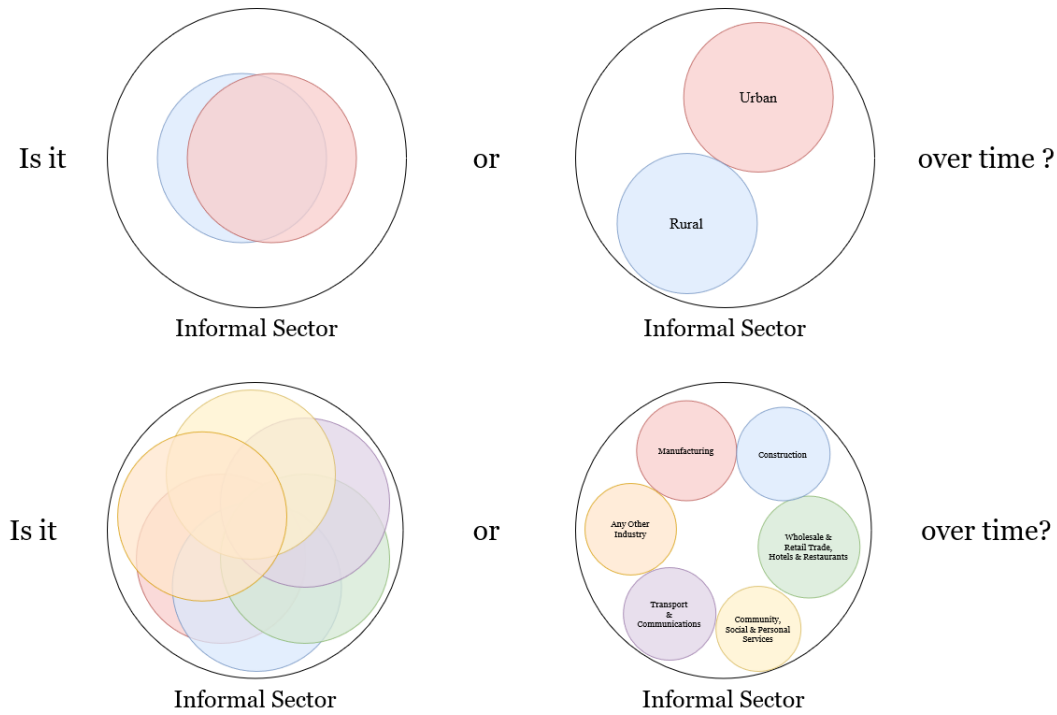 Urban
Is it
or
over time ?
Rural
Informal Sector
Informal Sector
Manufacturing
Construction
Is it
or
Any Other
Industry
Wholesale &
Retail Trade,
Hotels & Restaurants
over time?
Transport
&
Communications
Community,
Social & Personal
Services
Informal Sector
Informal Sector